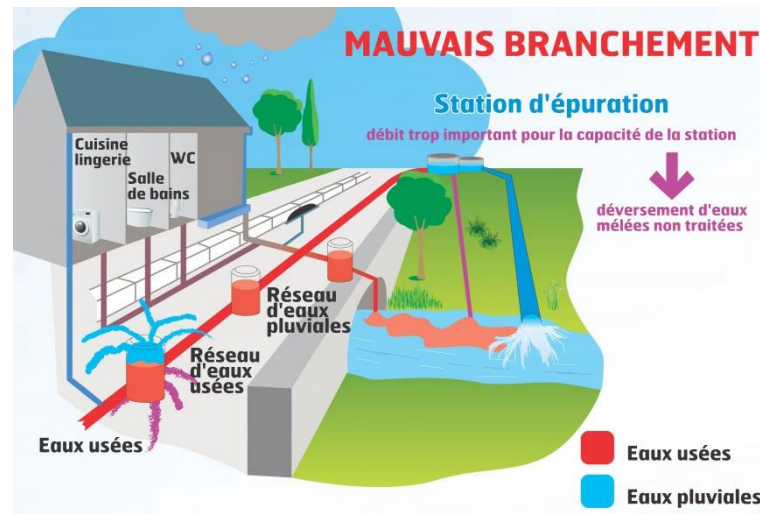 MAUVAIS BRANCHEMENT
Station d'épuration
débit trop important pour la capacité de la station
déversement d'eaux
mélées non traitées
Cuisine
lingerie
Salle
de bains
WC
Réseau
d'eaux
pluviales
Réseau
d'eaux
usées
Eaux usées
Eaux usées
Eaux pluviales